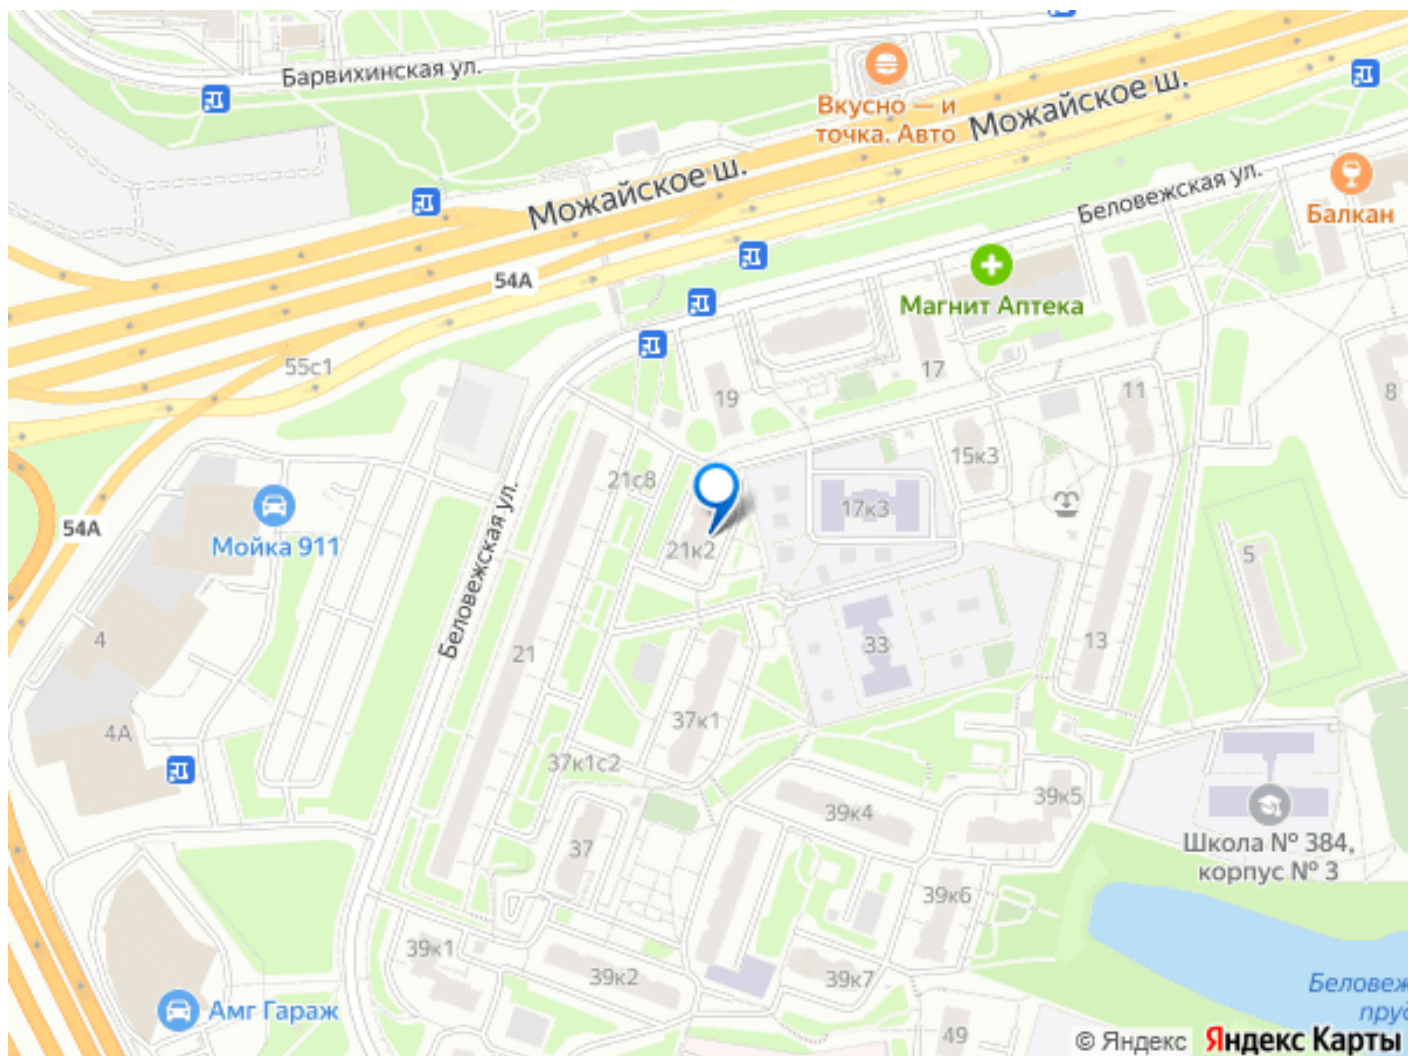 Барвихинская ул.
Вкусно — и
точка. Авто
Можайское ш.
Можайское ш.
Беловежская ул.
Балкан
54А
Магнит Аптека
55с1
17
19
11
8
15к3
21с8
17к3
Мойка 911
54А
21к2
Беловежская ул.
5
4
21
33
13
37к1
4А
37к1с2
39к5
39к4
37
Школа № 384,
корпус № 3
39к6
39к1
39к2
39к7
Амг Гараж
49
Беловеж
пруд
© Яндекс Яндекс Карты